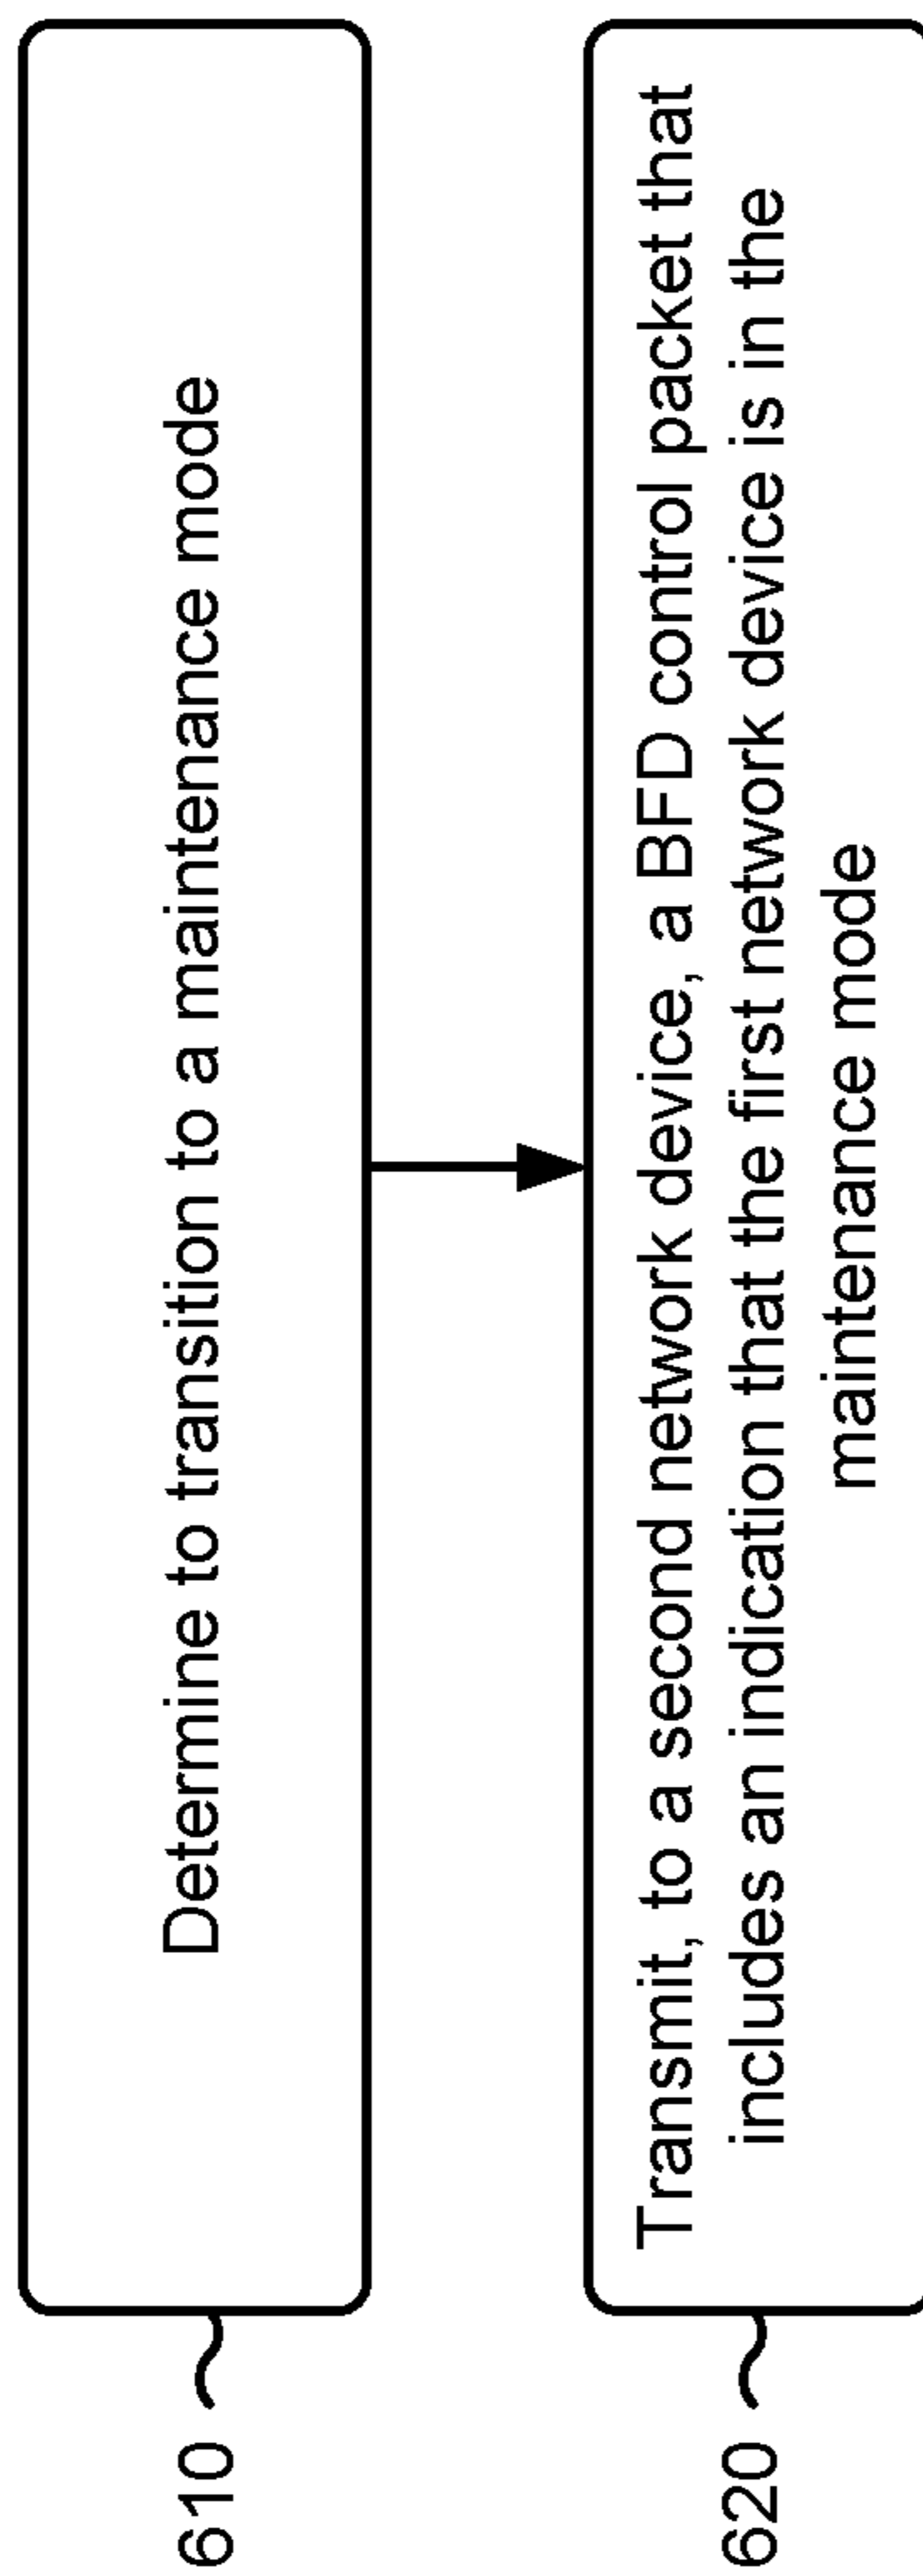 610
Determine to transition to a maintenance mode
620
Transmit, to a second network device, a BFD control packet that
includes an indication that the first network device is in the
maintenance mode